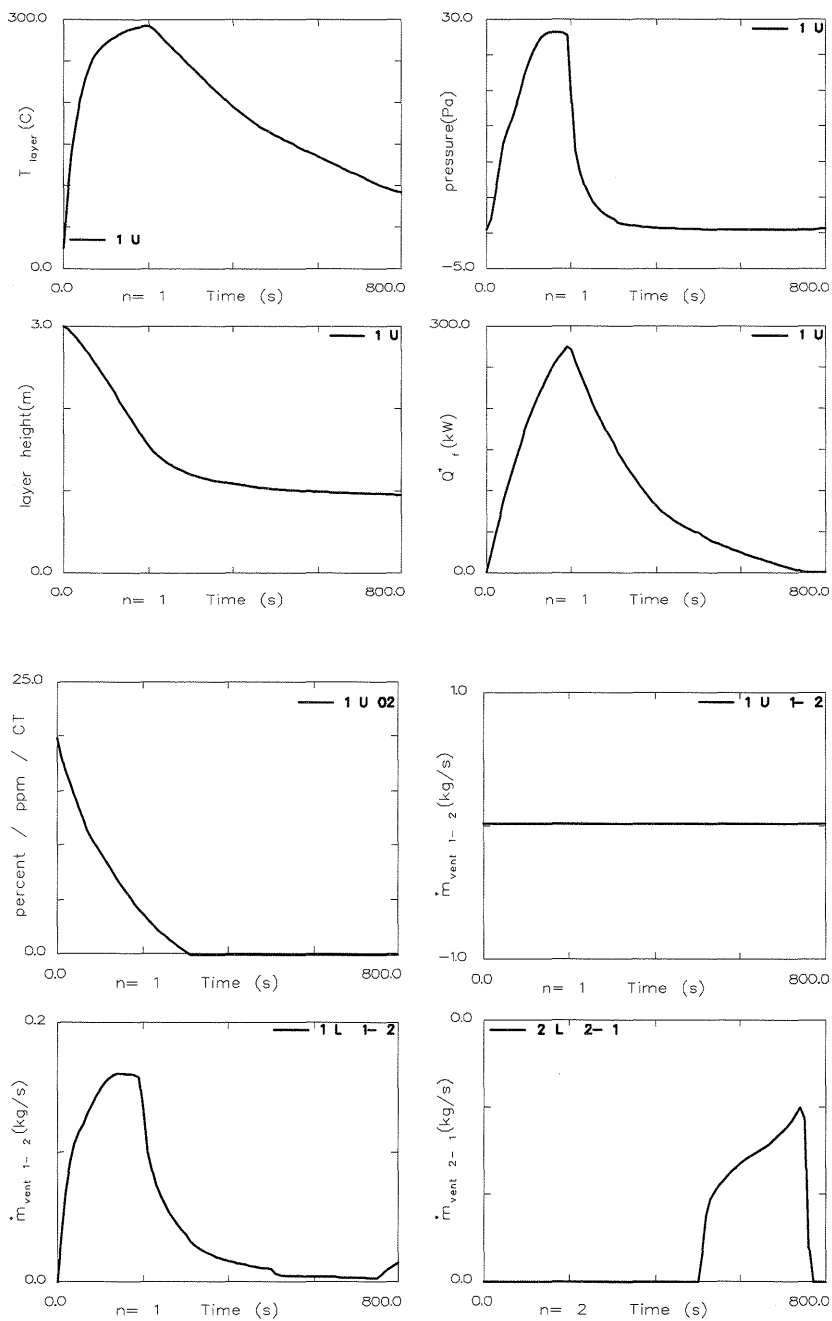 300.0
T layer (C)
1 U
0.0
0.0
n= 1 Time (s)
800.0
30.0
pressure(Pa)
1 U
-5.0
0.0
n= 1 Time (s)
800.0
3.0
layer height(m)
1 U
0.0
0.0
n= 1 Time (s)
800.0
300.0
Q f (kW)
1 U
0.0
0.0
n= 1 Time (s)
800.0
25.0
percent / ppm / CT
1 U O2
0.0
0.0
n= 1 Time (s)
800.0
1.0
m vent 1- 2 (kg/s)
1 U 1- 2
-1.0
0.0
n= 1 Time (s)
800.0
0.2
m vent 1- 2 (kg/s)
1 L 1- 2
0.0
0.0
n= 1 Time (s)
800.0
0.0
m vent 2- 1 (kg/s)
2 L 2- 1
0.0
0.0
n= 2 Time (s)
800.0